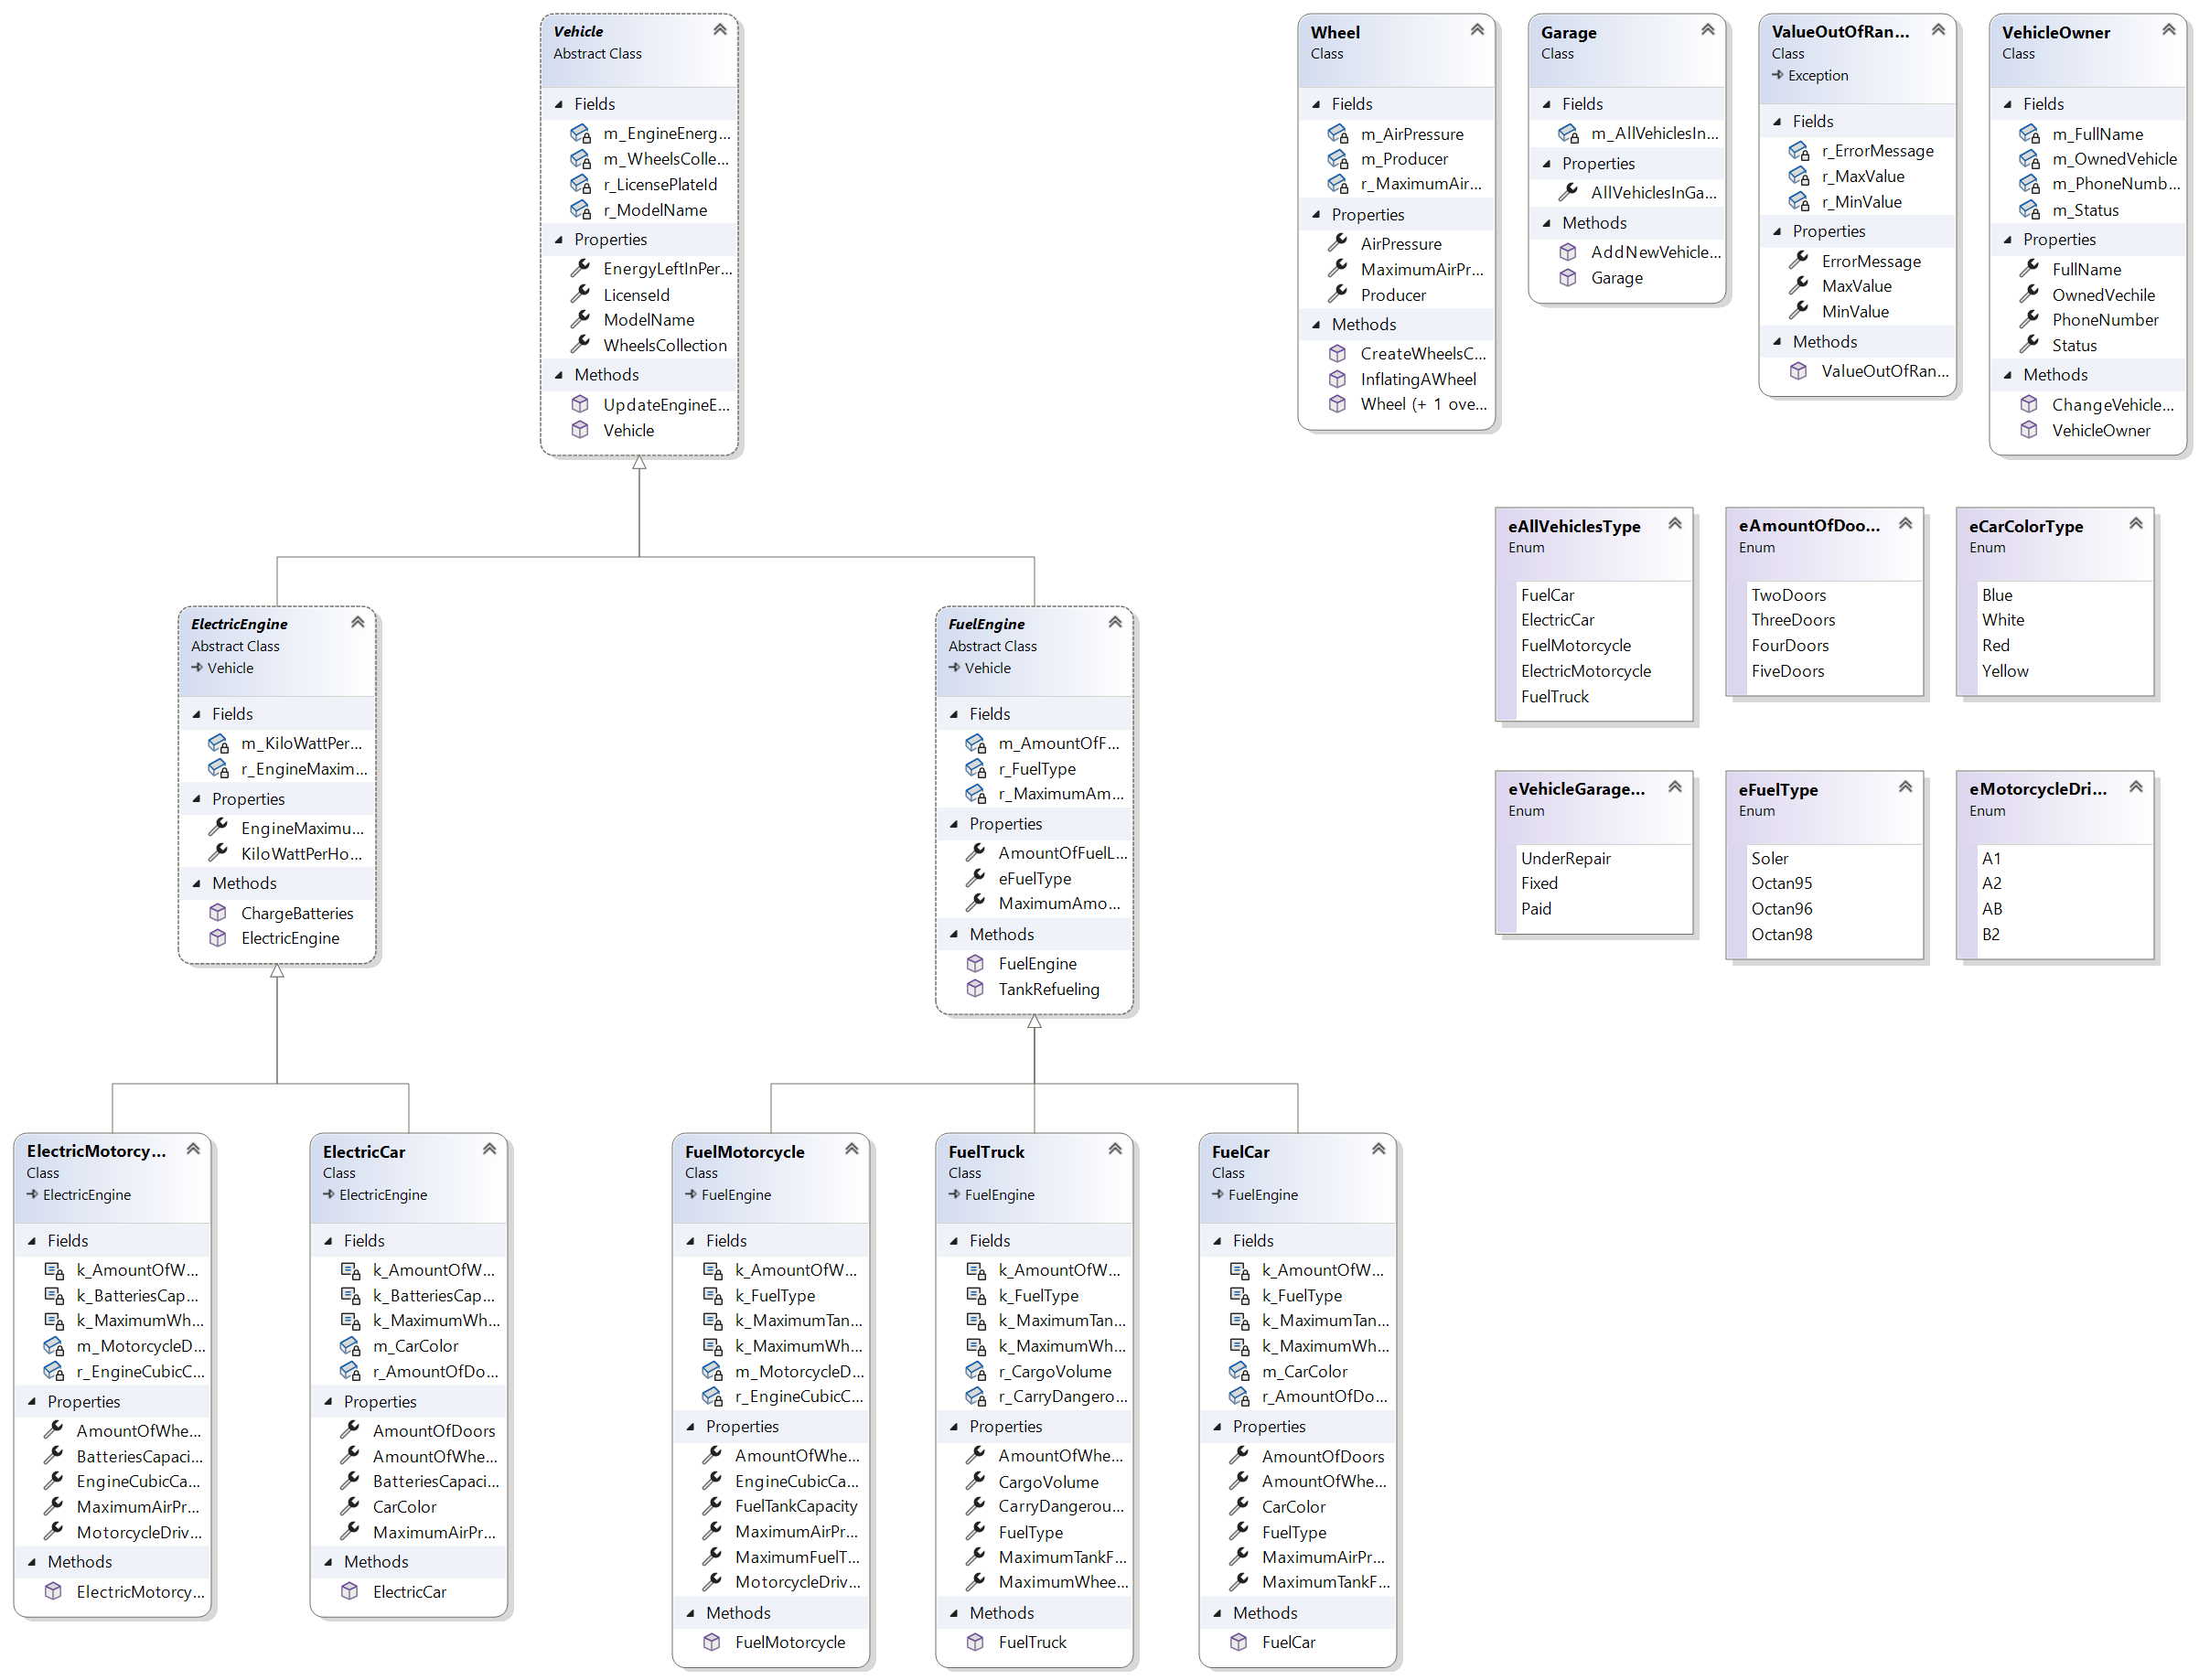 Vehicle
Abstract Class
Fields
m_EngineEnerg...
m_WheelsColle...
r_LicensePlateId
r_ModelName
Properties
EnergyLeftInPer...
LicenseId
ModelName
WheelsCollection
Methods
UpdateEngineE...
Vehicle
Wheel
Class
Fields
m_AirPressure
m_Producer
r_MaximumAir...
Properties
AirPressure
MaximumAirPr...
Producer
Methods
CreateWheelsC...
InflatingAWheel
Wheel (+ 1 ove...
Garage
Class
Fields
m_AllVehiclesIn...
Properties
AllVehiclesInGa...
Methods
AddNewVehicle...
Garage
ValueOutOfRan...
Class
Exception
Fields
r_ErrorMessage
r_MaxValue
r_MinValue
Properties
ErrorMessage
MaxValue
MinValue
Methods
ValueOutOfRan...
VehicleOwner
Class
Fields
m_FullName
m_OwnedVehicle
m_PhoneNumb...
m_Status
Properties
FullName
OwnedVechile
PhoneNumber
Status
Methods
ChangeVehicle...
VehicleOwner
eAllVehiclesType
Enum
FuelCar
ElectricCar
FuelMotorcycle
ElectricMotorcycle
FuelTruck
eAmountOfDoo...
Enum
TwoDoors
ThreeDoors
FourDoors
FiveDoors
eCarColorType
Enum
Blue
White
Red
Yellow
ElectricEngine
Abstract Class
Vehicle
Fields
m_KiloWattPer...
r_EngineMaxim...
Properties
EngineMaximu...
KiloWattPerHo...
Methods
ChargeBatteries
ElectricEngine
FuelEngine
Abstract Class
Vehicle
Fields
m_AmountOfF...
r_FuelType
r_MaximumAm...
Properties
AmountOfFuelL...
eFuelType
MaximumAmo...
Methods
FuelEngine
TankRefueling
eVehicleGarage...
Enum
UnderRepair
Fixed
Paid
eFuelType
Enum
Soler
Octan95
Octan96
Octan98
eMotorcycleDri...
Enum
A1
A2
AB
B2
ElectricMotorcy...
Class
ElectricEngine
Fields
k_AmountOfW...
k_BatteriesCap...
k_MaximumWh...
m_MotorcycleD...
r_EngineCubicC...
Properties
AmountOfWhe...
BatteriesCapaci...
EngineCubicCa...
MaximumAirPr...
MotorcycleDriv...
Methods
ElectricMotorcy...
ElectricCar
Class
ElectricEngine
Fields
k_AmountOfW...
k_BatteriesCap...
k_MaximumWh...
m_CarColor
r_AmountOfDo...
Properties
AmountOfDoors
AmountOfWhe...
BatteriesCapaci...
CarColor
MaximumAirPr...
Methods
ElectricCar
FuelMotorcycle
Class
FuelEngine
Fields
k_AmountOfW...
k_FuelType
k_MaximumTan...
k_MaximumWh...
m_MotorcycleD...
r_EngineCubicC...
Properties
AmountOfWhe...
EngineCubicCa...
FuelTankCapacity
MaximumAirPr...
MaximumFuelT...
MotorcycleDriv...
Methods
FuelMotorcycle
FuelTruck
Class
FuelEngine
Fields
k_AmountOfW...
k_FuelType
k_MaximumTan...
k_MaximumWh...
r_CargoVolume
r_CarryDangero...
Properties
AmountOfWhe...
CargoVolume
CarryDangerou...
FuelType
MaximumTankF...
MaximumWhee...
Methods
FuelTruck
FuelCar
Class
FuelEngine
Fields
k_AmountOfW...
k_FuelType
k_MaximumTan...
k_MaximumWh...
m_CarColor
r_AmountOfDo...
Properties
AmountOfDoors
AmountOfWhe...
CarColor
FuelType
MaximumAirPr...
MaximumTankF...
Methods
FuelCar